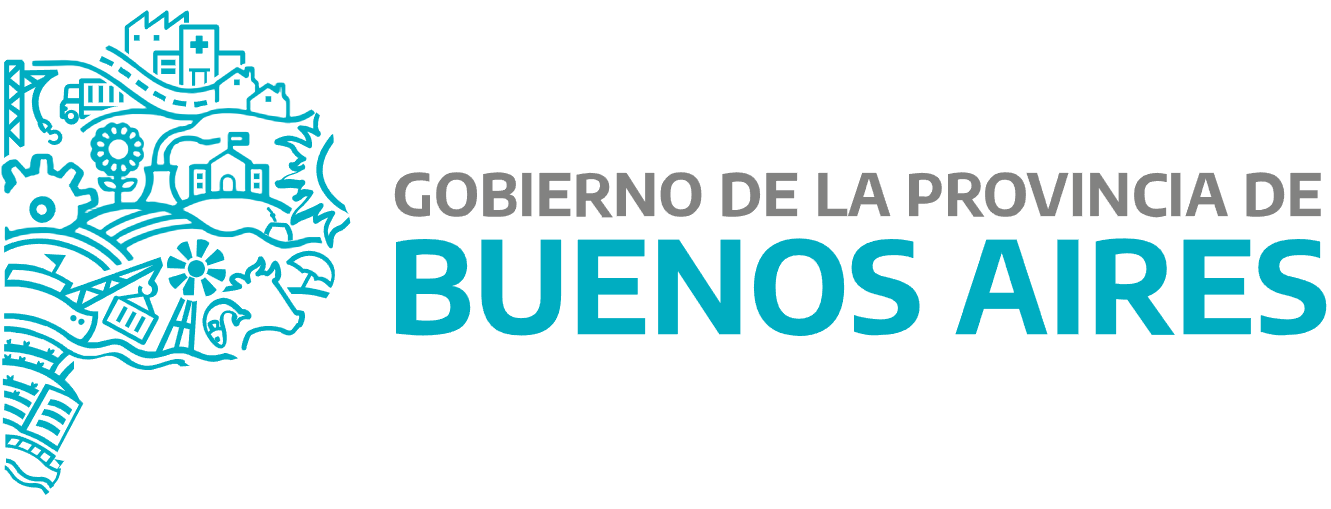 GOBIERNO DE LA PROVINCIA DE
BUENOS AIRES